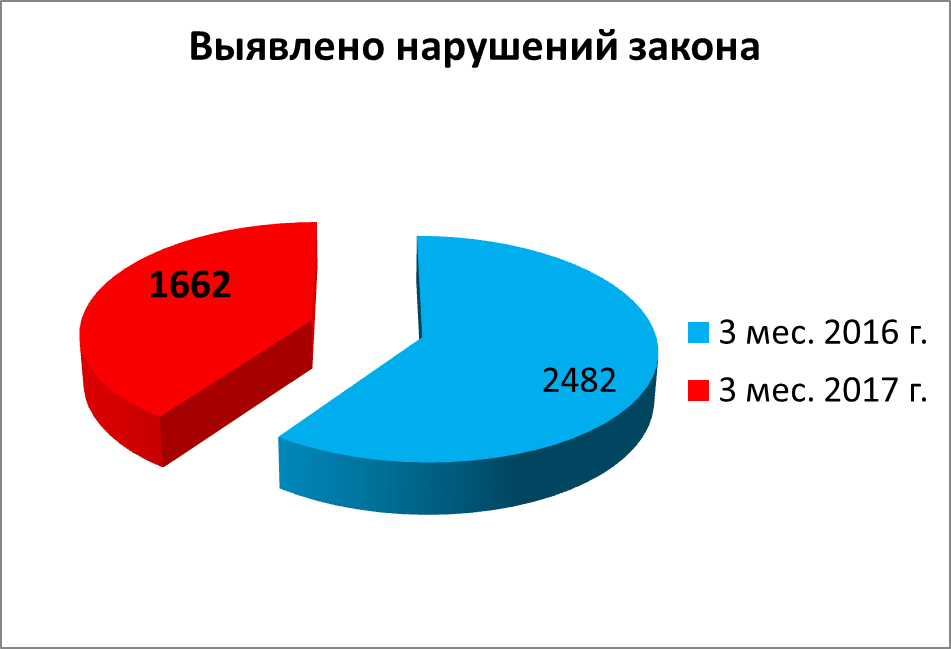 Выявлено нарушений закона
1662
2482
3 мес. 2016 г.
3 мес. 2017 г.